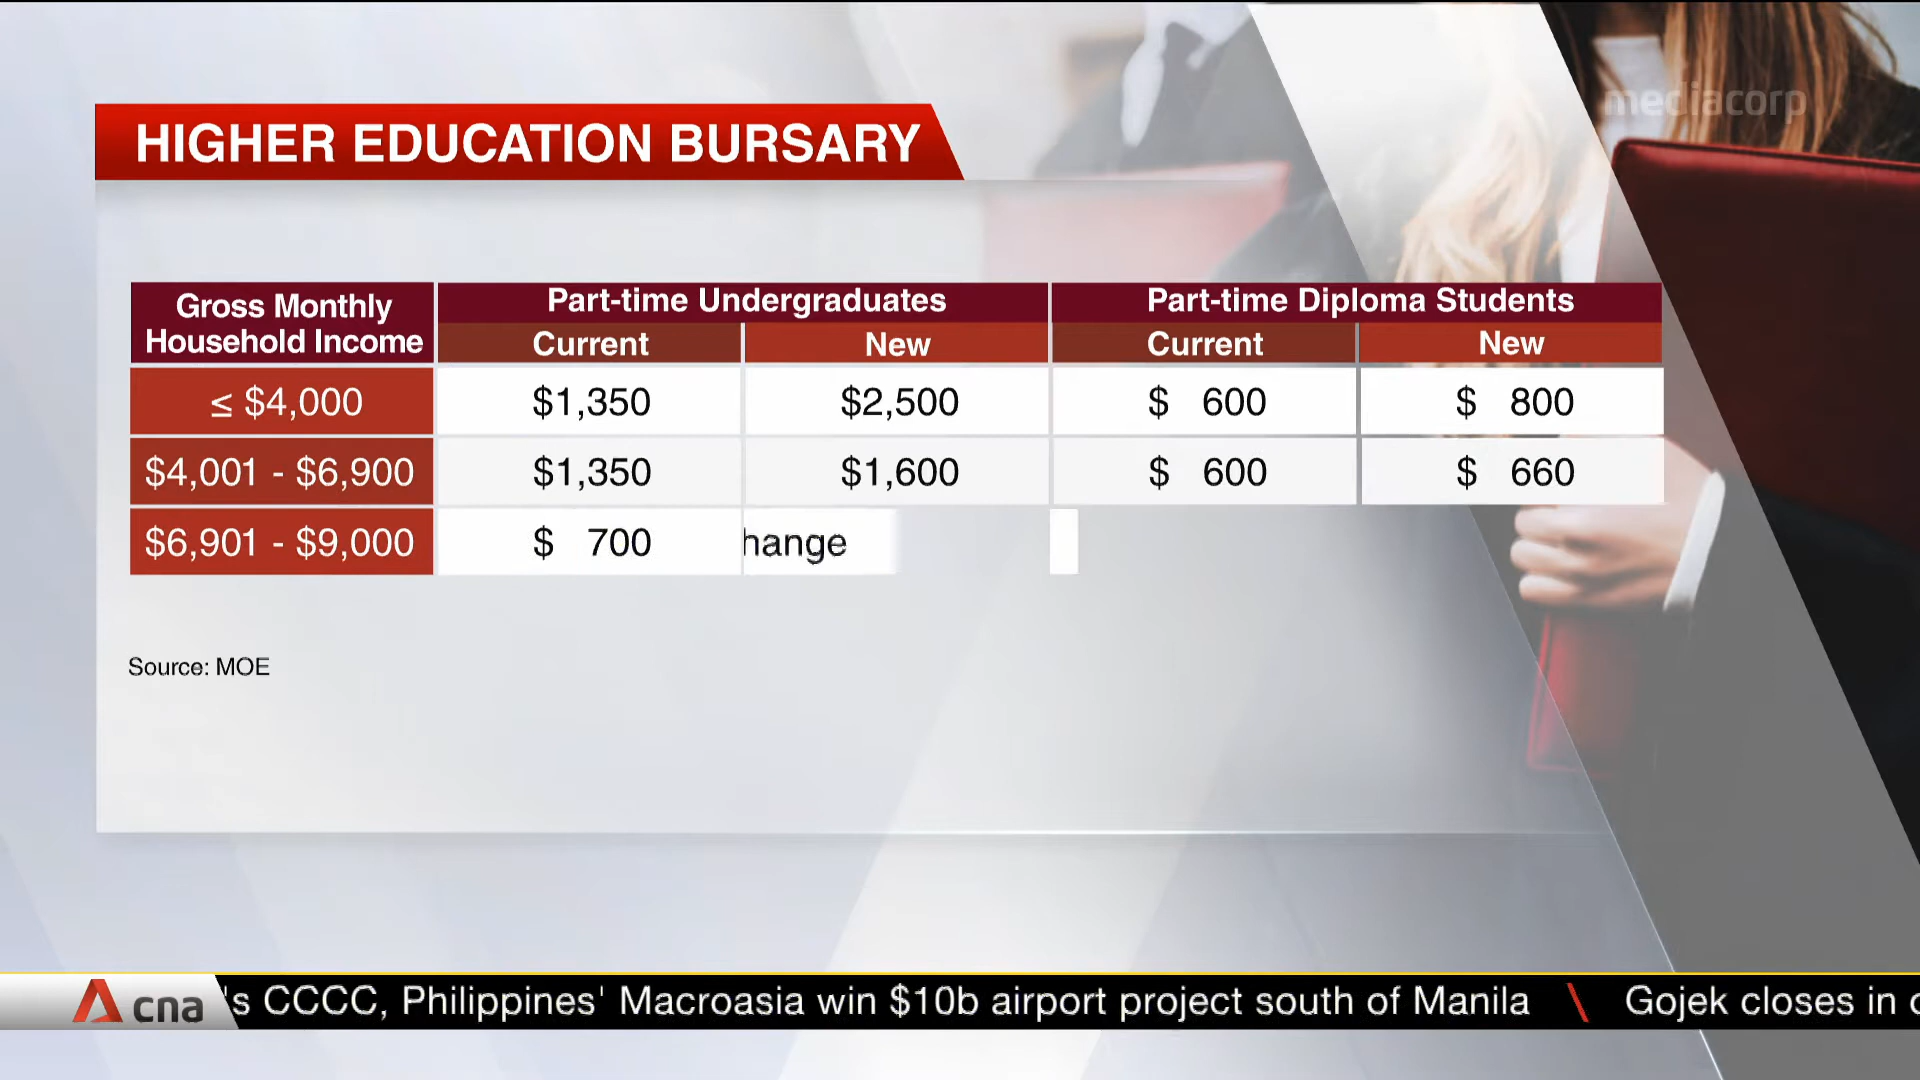 mediacorp
HIGHER EDUCATION BURSARY
Gross Monthly
Household Income
Part-time Undergraduates
Part-time Diploma Students
Current
New
Current
New
≤ $4,000
$1,350
$2,500
$ 600
$ 800
$4,001 - $6,900
$1,350
$1,600
$ 600
$ 660
$6,901 - $9,000
$ 700
hange
Source: MOE
cna
's CCCC, Philippines' Macroasia win $10b airport project south of Manila \ Gojek closes in